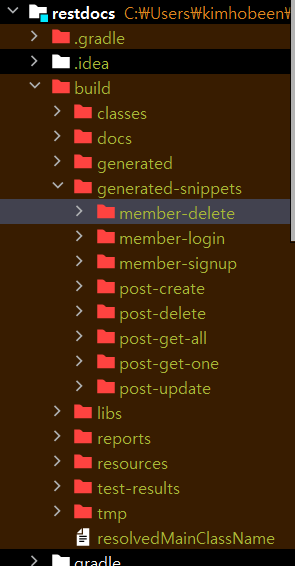 restdocs C:₩Users₩kimhobeen₩
.gradle
.idea
build
classes
docs
generated
generated-snippets
member-delete
member-login
member-signup
post-create
post-delete
post-get-all
post-get-one
post-update
libs
reports
resources
test-results
tmp
resolvedMainClassName
gradle